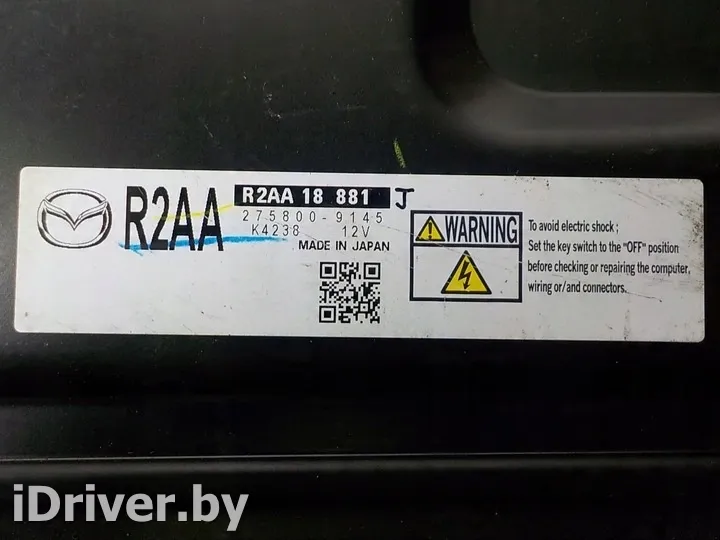 R2AA
R2AA 18 881 J
275800-9145
K4238 12V
MADE IN JAPAN
WARNING
To avoid electric shock ;
Set the key switch to the "OFF" position
before checking or repairing the computer,
wiring or/and connectors.
iDriver.by